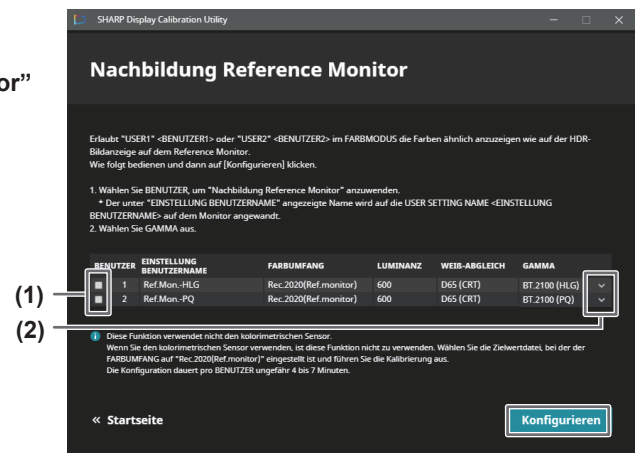 SHARP Display Calibration Utility
or”
Nachbildung Reference Monitor
Erlaubt "USER1" <BENUTZER1> oder "USER2" <BENUTZER2> im FARBMODUS die Farben ähnlich anzuzeigen wie auf der HDR-
Bildanzeige auf dem Reference Monitor.
Wie folgt bedienen und dann auf [Konfigurieren] klicken.
1. Wählen Sie BENUTZER, um "Nachbildung Reference Monitor" anzuwenden.
* Der unter "EINSTELLUNG BENUTZERNAME" angezeigte Name wird auf die USER SETTING NAME <EINSTELLUNG
BENUTZERNAME> auf dem Monitor angewandt.
2. Wählen Sie GAMMA aus.
BENUTZER EINSTELLUNG BENUTZERNAME FARBUMFANG LUMINANZ WEIß-ABGLEICH GAMMA
1 Ref.Mon.-HLG Rec.2020(Ref.monitor) 600 D65 (CRT) BT.2100 (HLG)
2 Ref.Mon.-PQ Rec.2020(Ref.monitor) 600 D65 (CRT) BT.2100 (PQ)
(1)
(2)
Diese Funktion verwendet nicht den kolorimetrischen Sensor.
Wenn Sie den kolorimetrischen Sensor verwenden, ist diese Funktion nicht zu verwenden. Wählen Sie die Zielwertdatei, bei der der
FARBUMFANG auf "Rec.2020(Ref.monitor)" eingestellt ist und führen Sie die Kalibrierung aus.
Die Konfiguration dauert pro BENUTZER ungefähr 4 bis 7 Minuten.
« Startseite
Konfigurieren